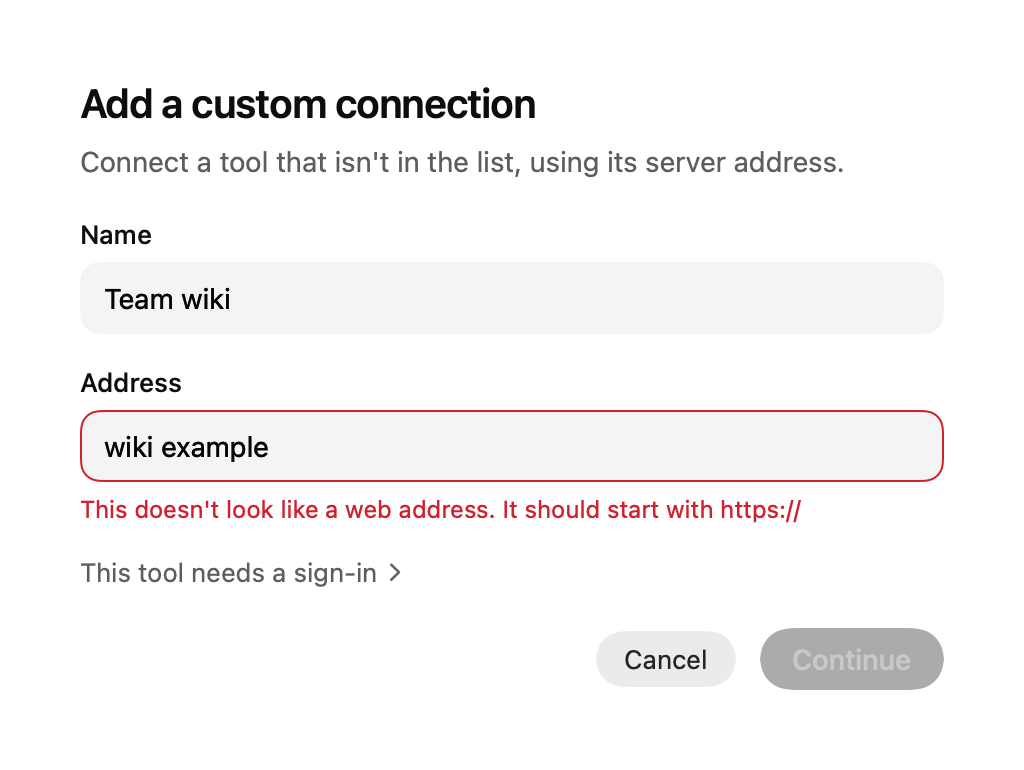 Add a custom connection
Connect a tool that isn't in the list, using its server address.
Name
Team wiki
Address
wiki example
This doesn't look like a web address. It should start with https://
This tool needs a sign-in
Cancel
Continue